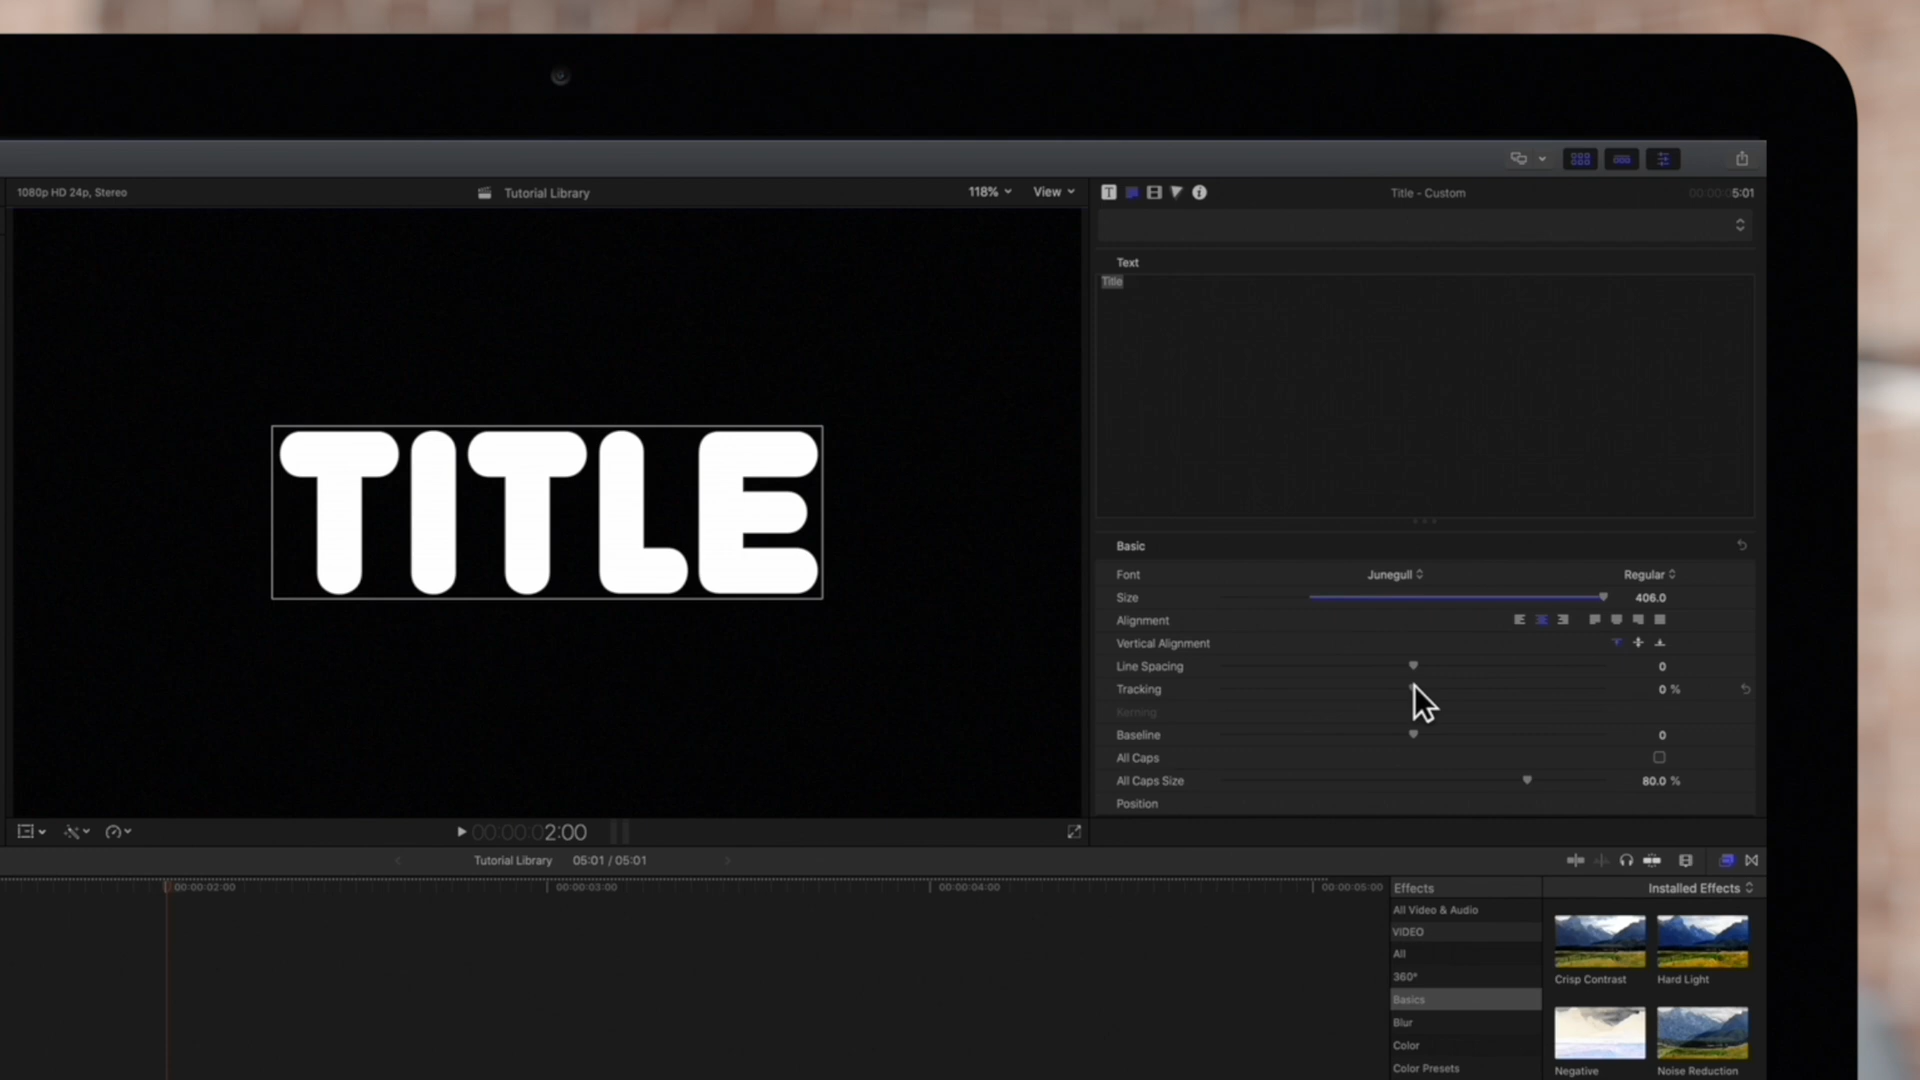 1080p HD 24p, Stereo
Tutorial Library
118%
View
Title - Custom
00:00:05:01
Text
Title
TITLE
Basic
Font
Junegull
Regular
Size
406.0
Alignment
Vertical Alignment
Line Spacing
0
Tracking
0 %
Kerning
Baseline
0
All Caps
All Caps Size
80.0 %
Position
00:00:02:00
Tutorial Library
05:01 / 05:01
00:00:02:00
00:00:03:00
00:00:04:00
00:00:05:00
Effects
Installed Effects
All Video & Audio
VIDEO
All
360°
Basics
Blur
Color
Color Presets
Crisp Contrast
Hard Light
Negative
Noise Reduction